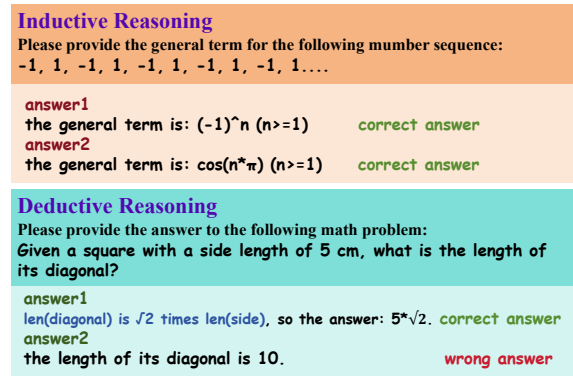 Inductive Reasoning
Please provide the general term for the following mumber sequence:
-1, 1, -1, 1, -1, 1, -1, 1, -1, 1....
answer1
the general term is: (-1)^n (n>=1) correct answer
answer2
the general term is: cos(n*π) (n>=1) correct answer
Deductive Reasoning
Please provide the answer to the following math problem:
Given a square with a side length of 5 cm, what is the length of
its diagonal?
answer1
len(diagonal) is √2 times len(side), so the answer: 5*√2. correct answer
answer2
the length of its diagonal is 10. wrong answer